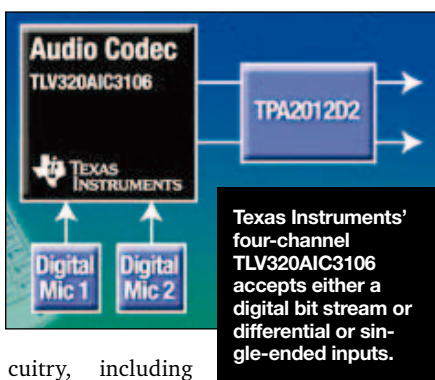 Audio Codec
TLV320AIC3106
TEXAS
INSTRUMENTS
TPA2012D2
Digital
Mic 1
Digital
Mic 2
Texas Instruments'
four-channel
TLV320AIC3106
accepts either a
digital bit stream or
differential or sin-
gle-ended inputs.
cuitry, including